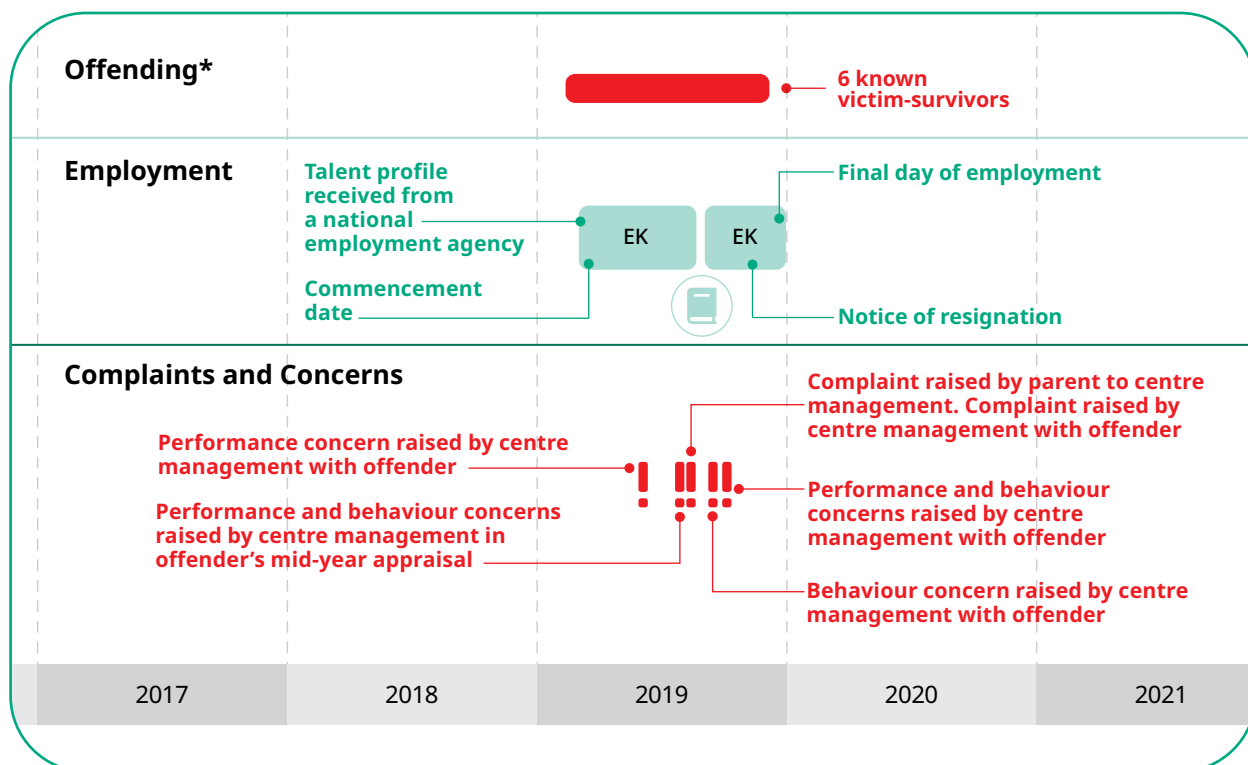 Offending*
6 known
victim-survivors
Employment
Talent profile
received from
a national
employment agency
Commencement
date
EK
EK
Final day of employment
Notice of resignation
Complaints and Concerns
Performance concern raised by centre
management with offender
Performance and behaviour concerns
raised by centre management in
offender’s mid-year appraisal
Complaint raised by parent to centre
management. Complaint raised by
centre management with offender
Performance and behaviour
concerns raised by centre
management with offender
Behaviour concern raised by centre
management with offender
2017
2018
2019
2020
2021